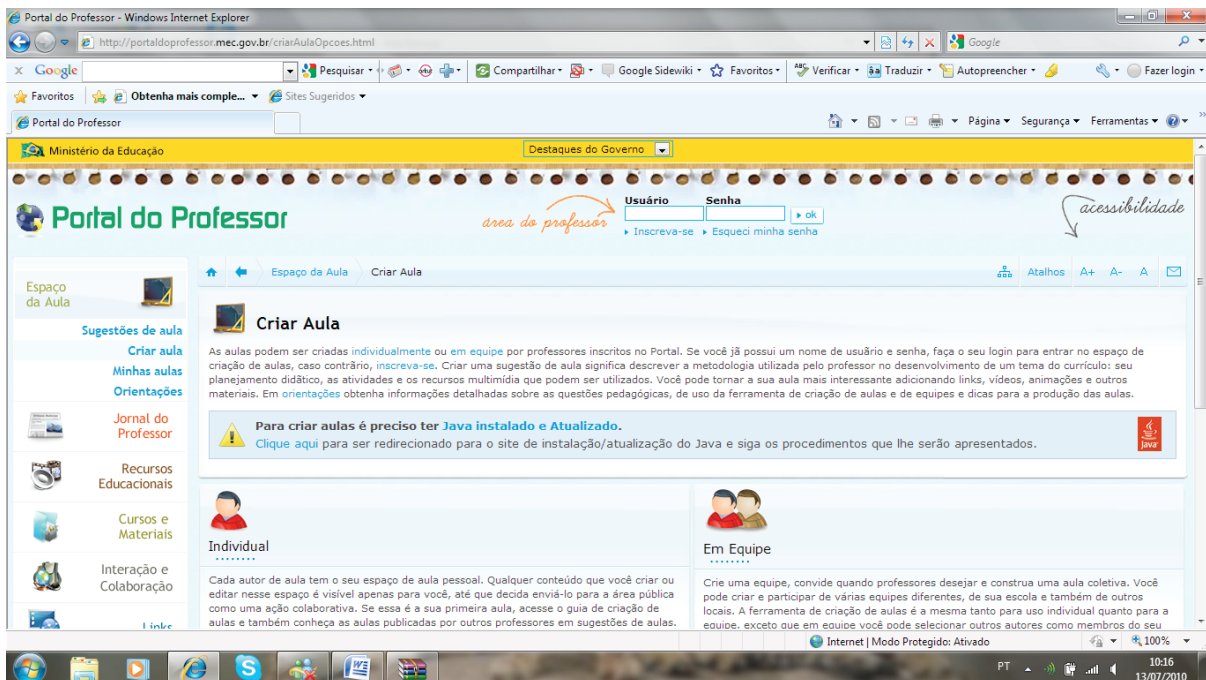 Portal do Professor - Windows Internet Explorer
http://portaldoprofessor.mec.gov.br/criarAulaOpcoes.html
Google
x Google
Pesquisar
Compartilhar
Google Sidewiki
Favoritos
Verificar
Traduzir
Autopreencher
Fazer login
Favoritos
Obtenha mais comple...
Sites Sugeridos
Portal do Professor
Página
Segurança
Ferramentas
Ministério da Educação
Destaques do Governo
Portal do Professor
area do professor
Usuário
Senha
ok
Inscreva-se
Esqueci minha senha
acessibilidade
Espaço da Aula
Criar Aula
Atalhos A+ A- A
Espaço
da Aula
Sugestões de aula
Criar aula
Minhas aulas
Orientações
Jornal do
Professor
Recursos
Educacionais
Cursos e
Materiais
Interação e
Colaboração
Links
Criar Aula
As aulas podem ser criadas individualmente ou em equipe por professores inscritos no Portal. Se você já possui um nome de usuário e senha, faça o seu login para entrar no espaço de
criação de aulas, caso contrário, inscreva-se. Criar uma sugestão de aula significa descrever a metodologia utilizada pelo professor no desenvolvimento de um tema do currículo: seu
planejamento didático, as atividades e os recursos multimídia que podem ser utilizados. Você pode tornar a sua aula mais interessante adicionando links, vídeos, animações e outros
materiais. Em orientações obtenha informações detalhadas sobre as questões pedagógicas, de uso da ferramenta de criação de aulas e de equipes e dicas para a produção das aulas.
Para criar aulas é preciso ter Java instalado e Atualizado.
Clique aqui para ser redirecionado para o site de instalação/atualização do Java e siga os procedimentos que lhe serão apresentados.
Java
Individual
Cada autor de aula tem o seu espaço de aula pessoal. Qualquer conteúdo que você criar ou
editar nesse espaço é visível apenas para você, até que decida enviá-lo para a área pública
como uma ação colaborativa. Se essa é a sua primeira aula, acesse o guia de criação de
aulas e também conheça as aulas publicadas por outros professores em sugestões de aulas.
Em Equipe
Crie uma equipe, convide quando professores desejar e construa uma aula coletiva. Você
pode criar e participar de várias equipes diferentes, de sua escola e também de outros
locais. A ferramenta de criação de aulas é a mesma tanto para uso individual quanto para a
equipe, exceto que em equipe você pode selecionar outros autores como membros do seu
Internet | Modo Protegido: Ativado
100%
PT
10:16
13/07/2010